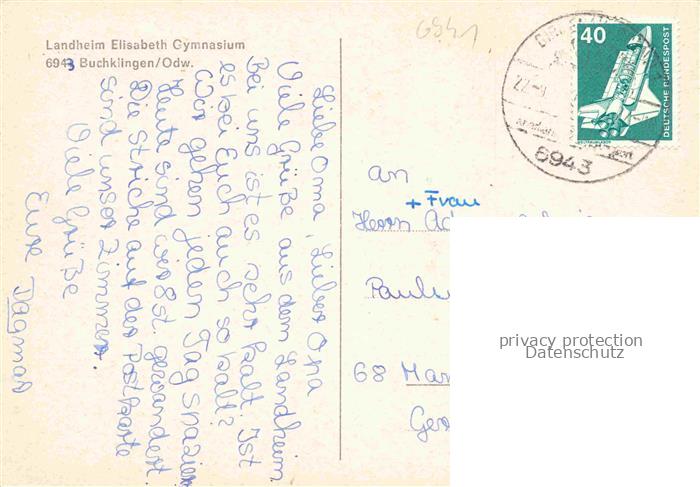 Landheim Elisabeth Gymnasium
6943 Buchklingen/Odw.
Liebe Oma, Lieber Opa
Viele Grüße aus dem Landheim.
Bei uns ist es sehr kalt. Ist
es bei Euch auch so kalt?
Wir gehen jeden Tag spazieren
Heute sind wir 8 st. gewandert.
Die Striche auf der Postkarte
sind unser Zimmer.
Viele Grüße
Eure Dagmar
6941
40
DEUTSCHE BUNDESPOST
6943
an
+ Frau
Herrn
68
privacy protection
Datenschutz